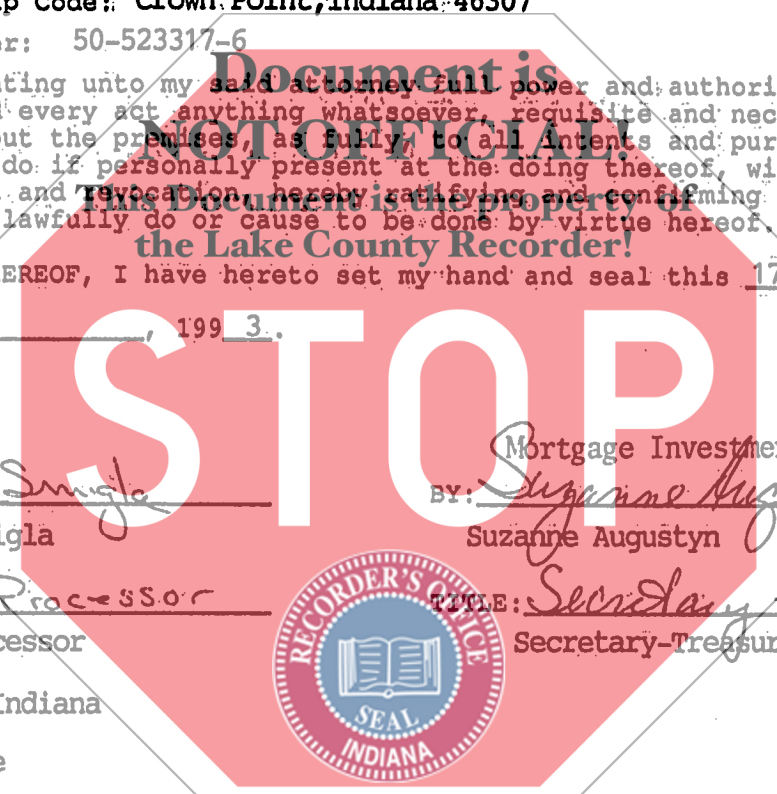 p Code: Crown Point, Indiana 46307
er: 50-523317-6
Document is
ting unto my said attorney full power and authori
every act anything whatsoever, requisite and nec
NOT OFFICIAL!
out the premises, as fully, to all intents and pur
do if personally present at the doing thereof, wi
This Document is the property of
and revocation, hereby ratifying and confirming
lawfully do or cause to be done by virtue hereof.
the Lake County Recorder!
EREOF, I have hereto set my hand and seal this 17
, 199 3.
STOP
Mortgage Investme
Smigla BY: Suzanne Aug
igla Suzanne Augustyn
Processor TITLE: Secretary-
cessor Secretary-Treasur
RECORDER'S OFFICE
Indiana
SEAL
INDIANA
e